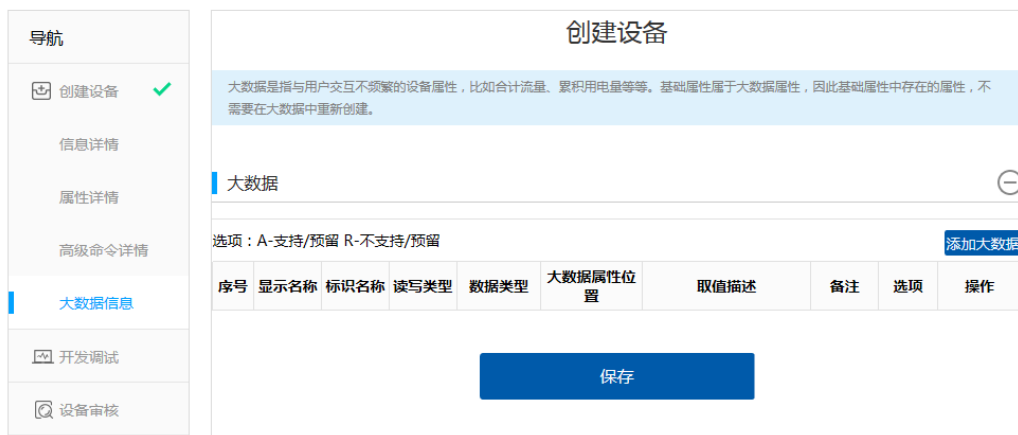 导航
创建设备
信息详情
属性详情
高级命令详情
大数据信息
开发调试
设备审核
创建设备
大数据是指与用户交互不频繁的设备属性，比如合计流量、累积用电量等等。基础属性属于大数据属性，因此基础属性中存在的属性，不
需要在大数据中重新创建。
大数据
选项：A-支持/预留 R-不支持/预留
添加大数据
序号 显示名称 标识名称 读写类型 数据类型 大数据属性位置 取值描述 备注 选项 操作
保存